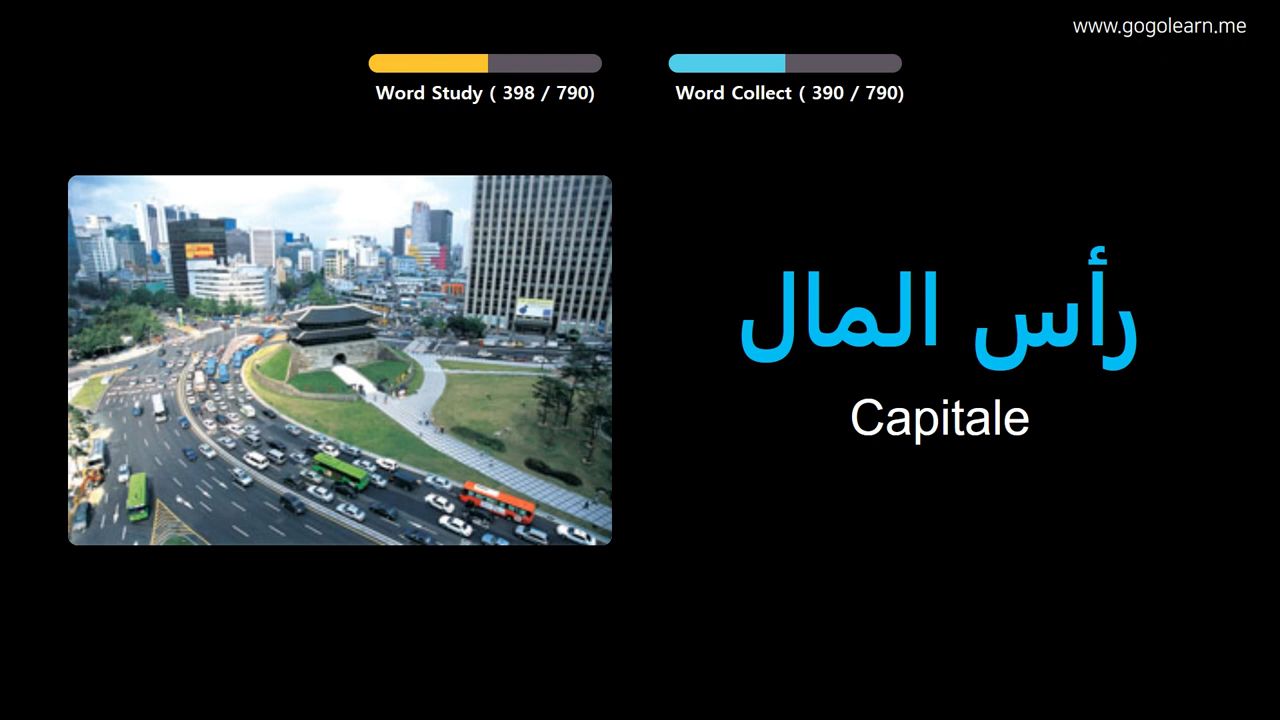 www.gogolearn.me
Word Study ( 398 / 790)
Word Collect ( 390 / 790)
رأس المال
Capitale